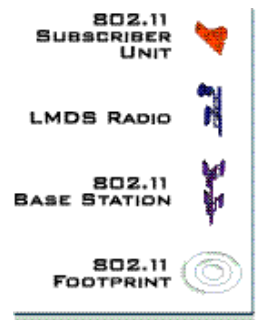 802.11
SUBSCRIBER
UNIT
LMDS RADIO
802.11
BASE STATION
802.11
FOOTPRINT